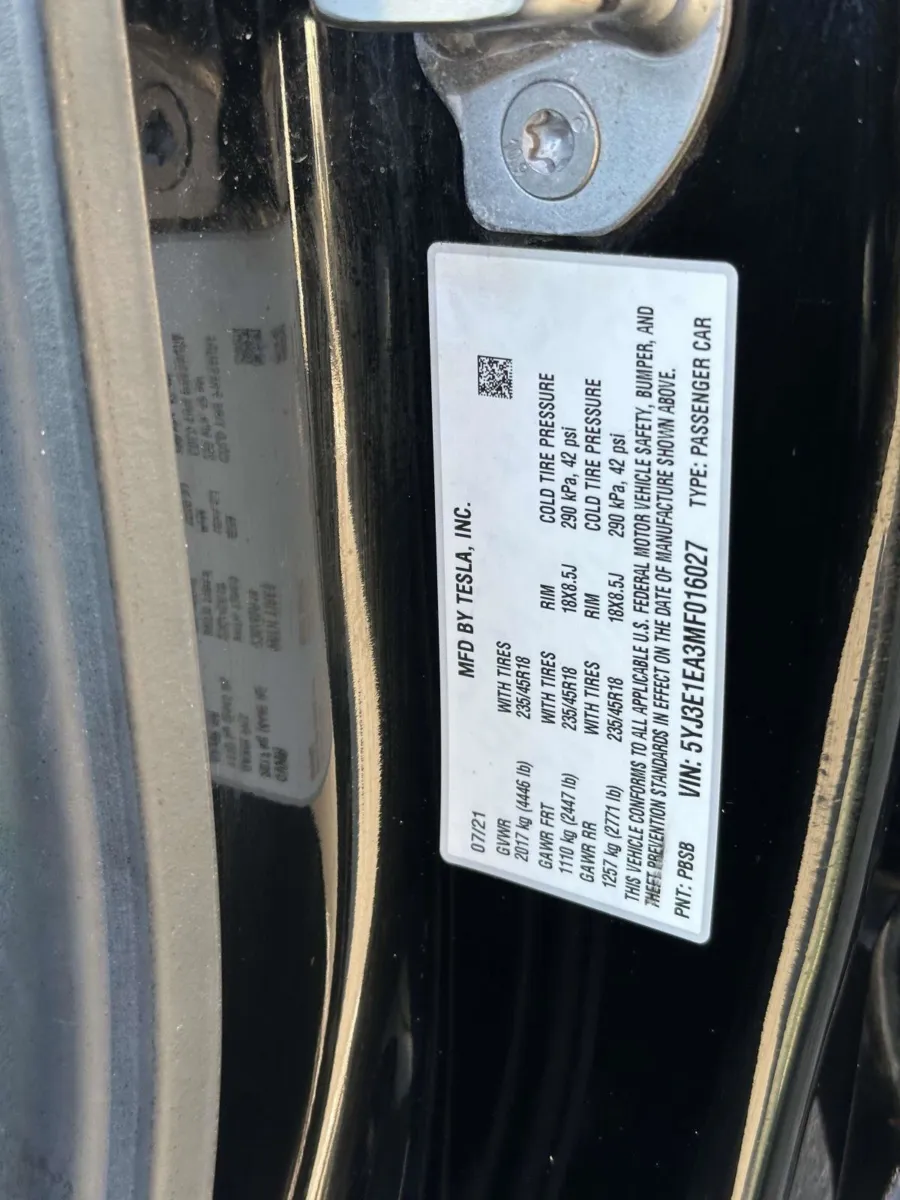 MFD BY TESLA, INC.
07/21
GVWR WITH TIRES
2017 kg (4446 lb) 235/45R18
GAWR FRT WITH TIRES RIM COLD TIRE PRESSURE
1110 kg (2447 lb) 235/45R18 18X8.5J 290 kPa, 42 psi
GAWR RR WITH TIRES RIM COLD TIRE PRESSURE
1257 kg (2771 lb) 235/45R18 18X8.5J 290 kPa, 42 psi
THIS VEHICLE CONFORMS TO ALL APPLICABLE U.S. FEDERAL MOTOR VEHICLE SAFETY, BUMPER, AND
THEFT PREVENTION STANDARDS IN EFFECT ON THE DATE OF MANUFACTURE SHOWN ABOVE.
PNT: PBSB VIN: 5YJ3E1EA3MF016027 TYPE: PASSENGER CAR